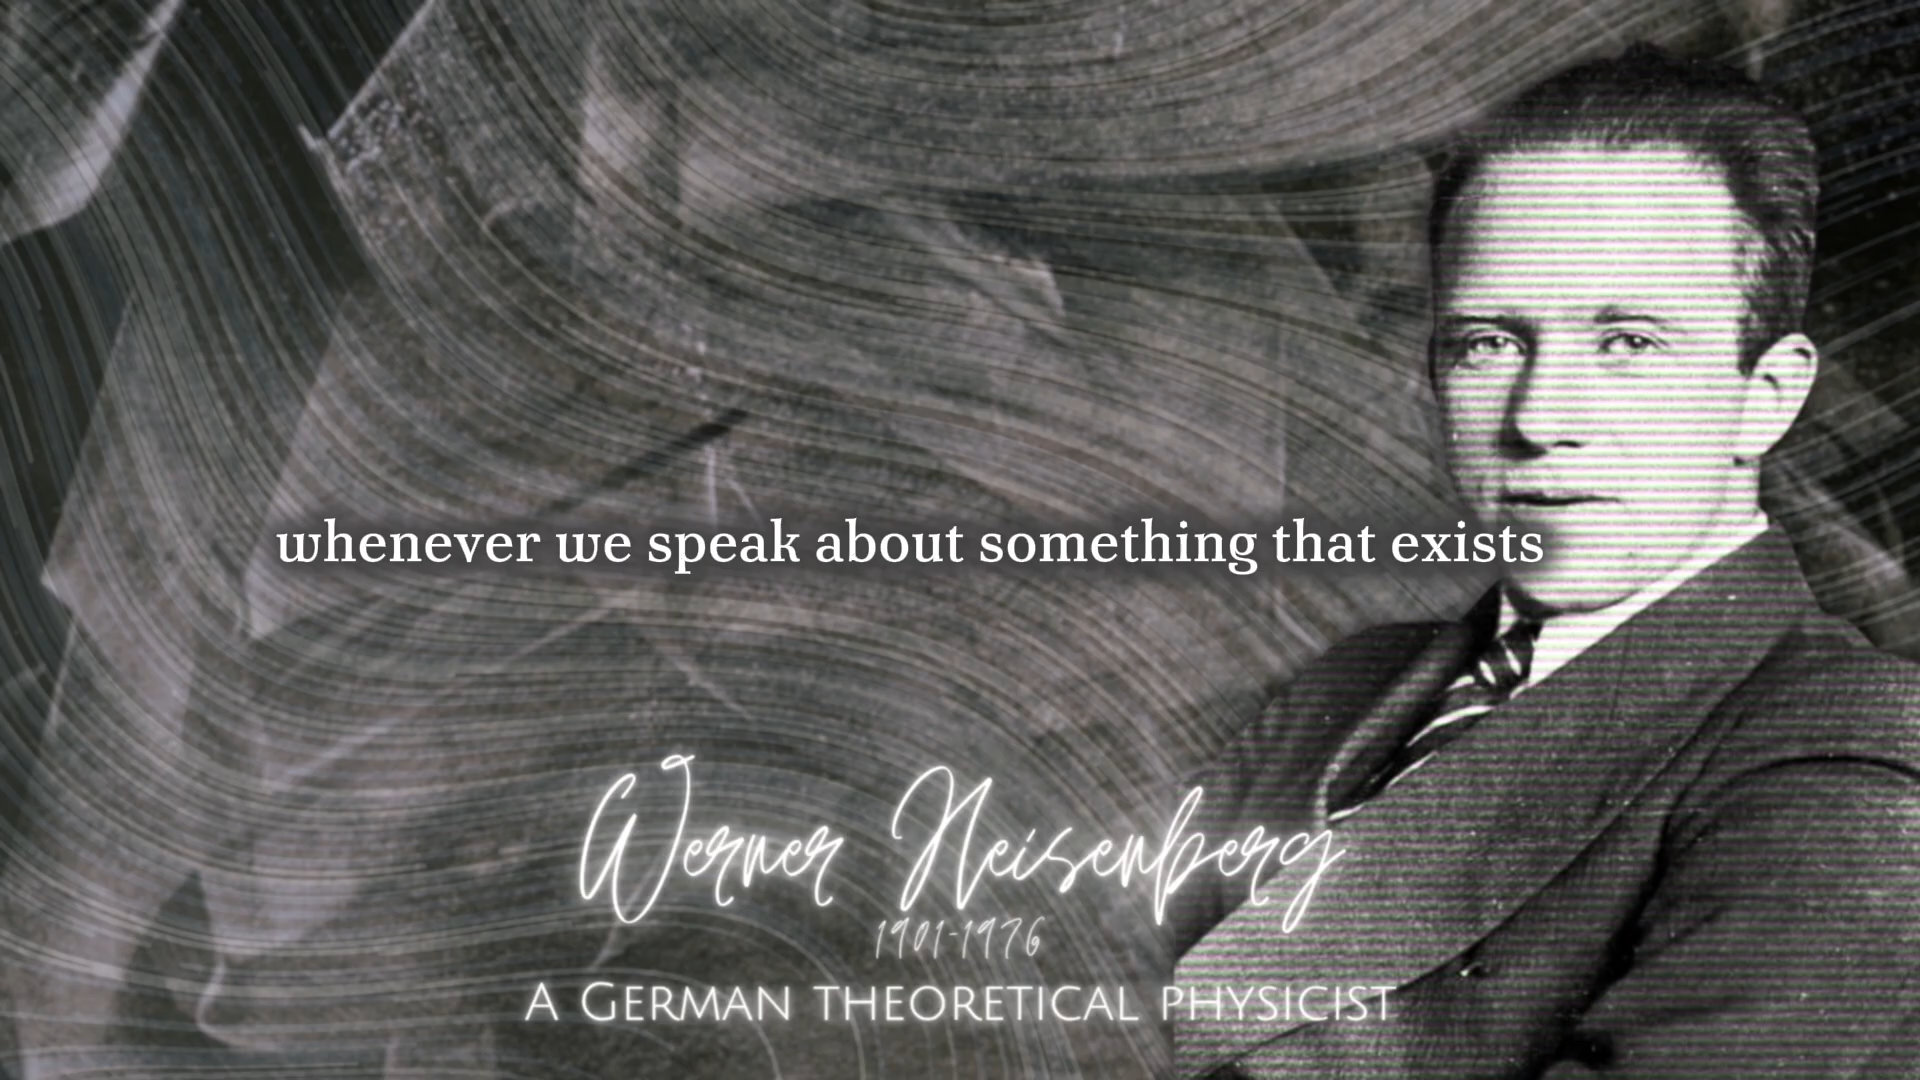 whenever we speak about something that exists
Werner Heisenberg
1901-1976
A GERMAN THEORETICAL PHYSICIST